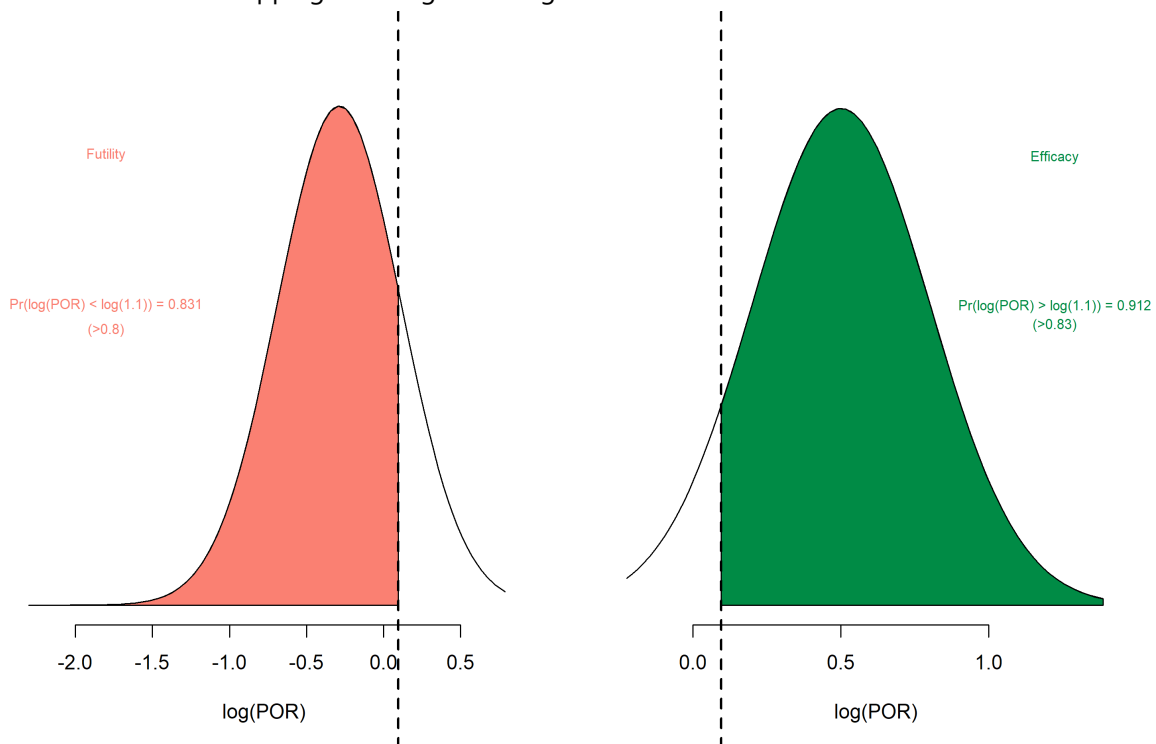 Futility
Pr(log(POR) < log(1.1)) = 0.831
(>0.8)
-2.0 -1.5 -1.0 -0.5 0.0 0.5
log(POR)
Efficacy
Pr(log(POR) > log(1.1)) = 0.912
(>0.83)
0.0 0.5 1.0
log(POR)